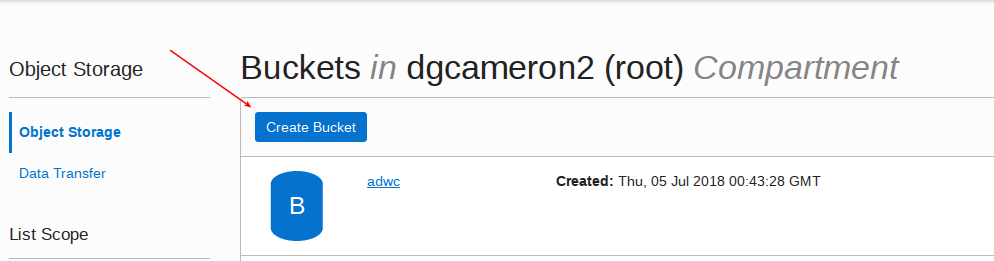 Object Storage
Buckets in dgcameron2 (root) Compartment
Create Bucket
Object Storage
Data Transfer
B
adwc
Created: Thu, 05 Jul 2018 00:43:28 GMT
List Scope